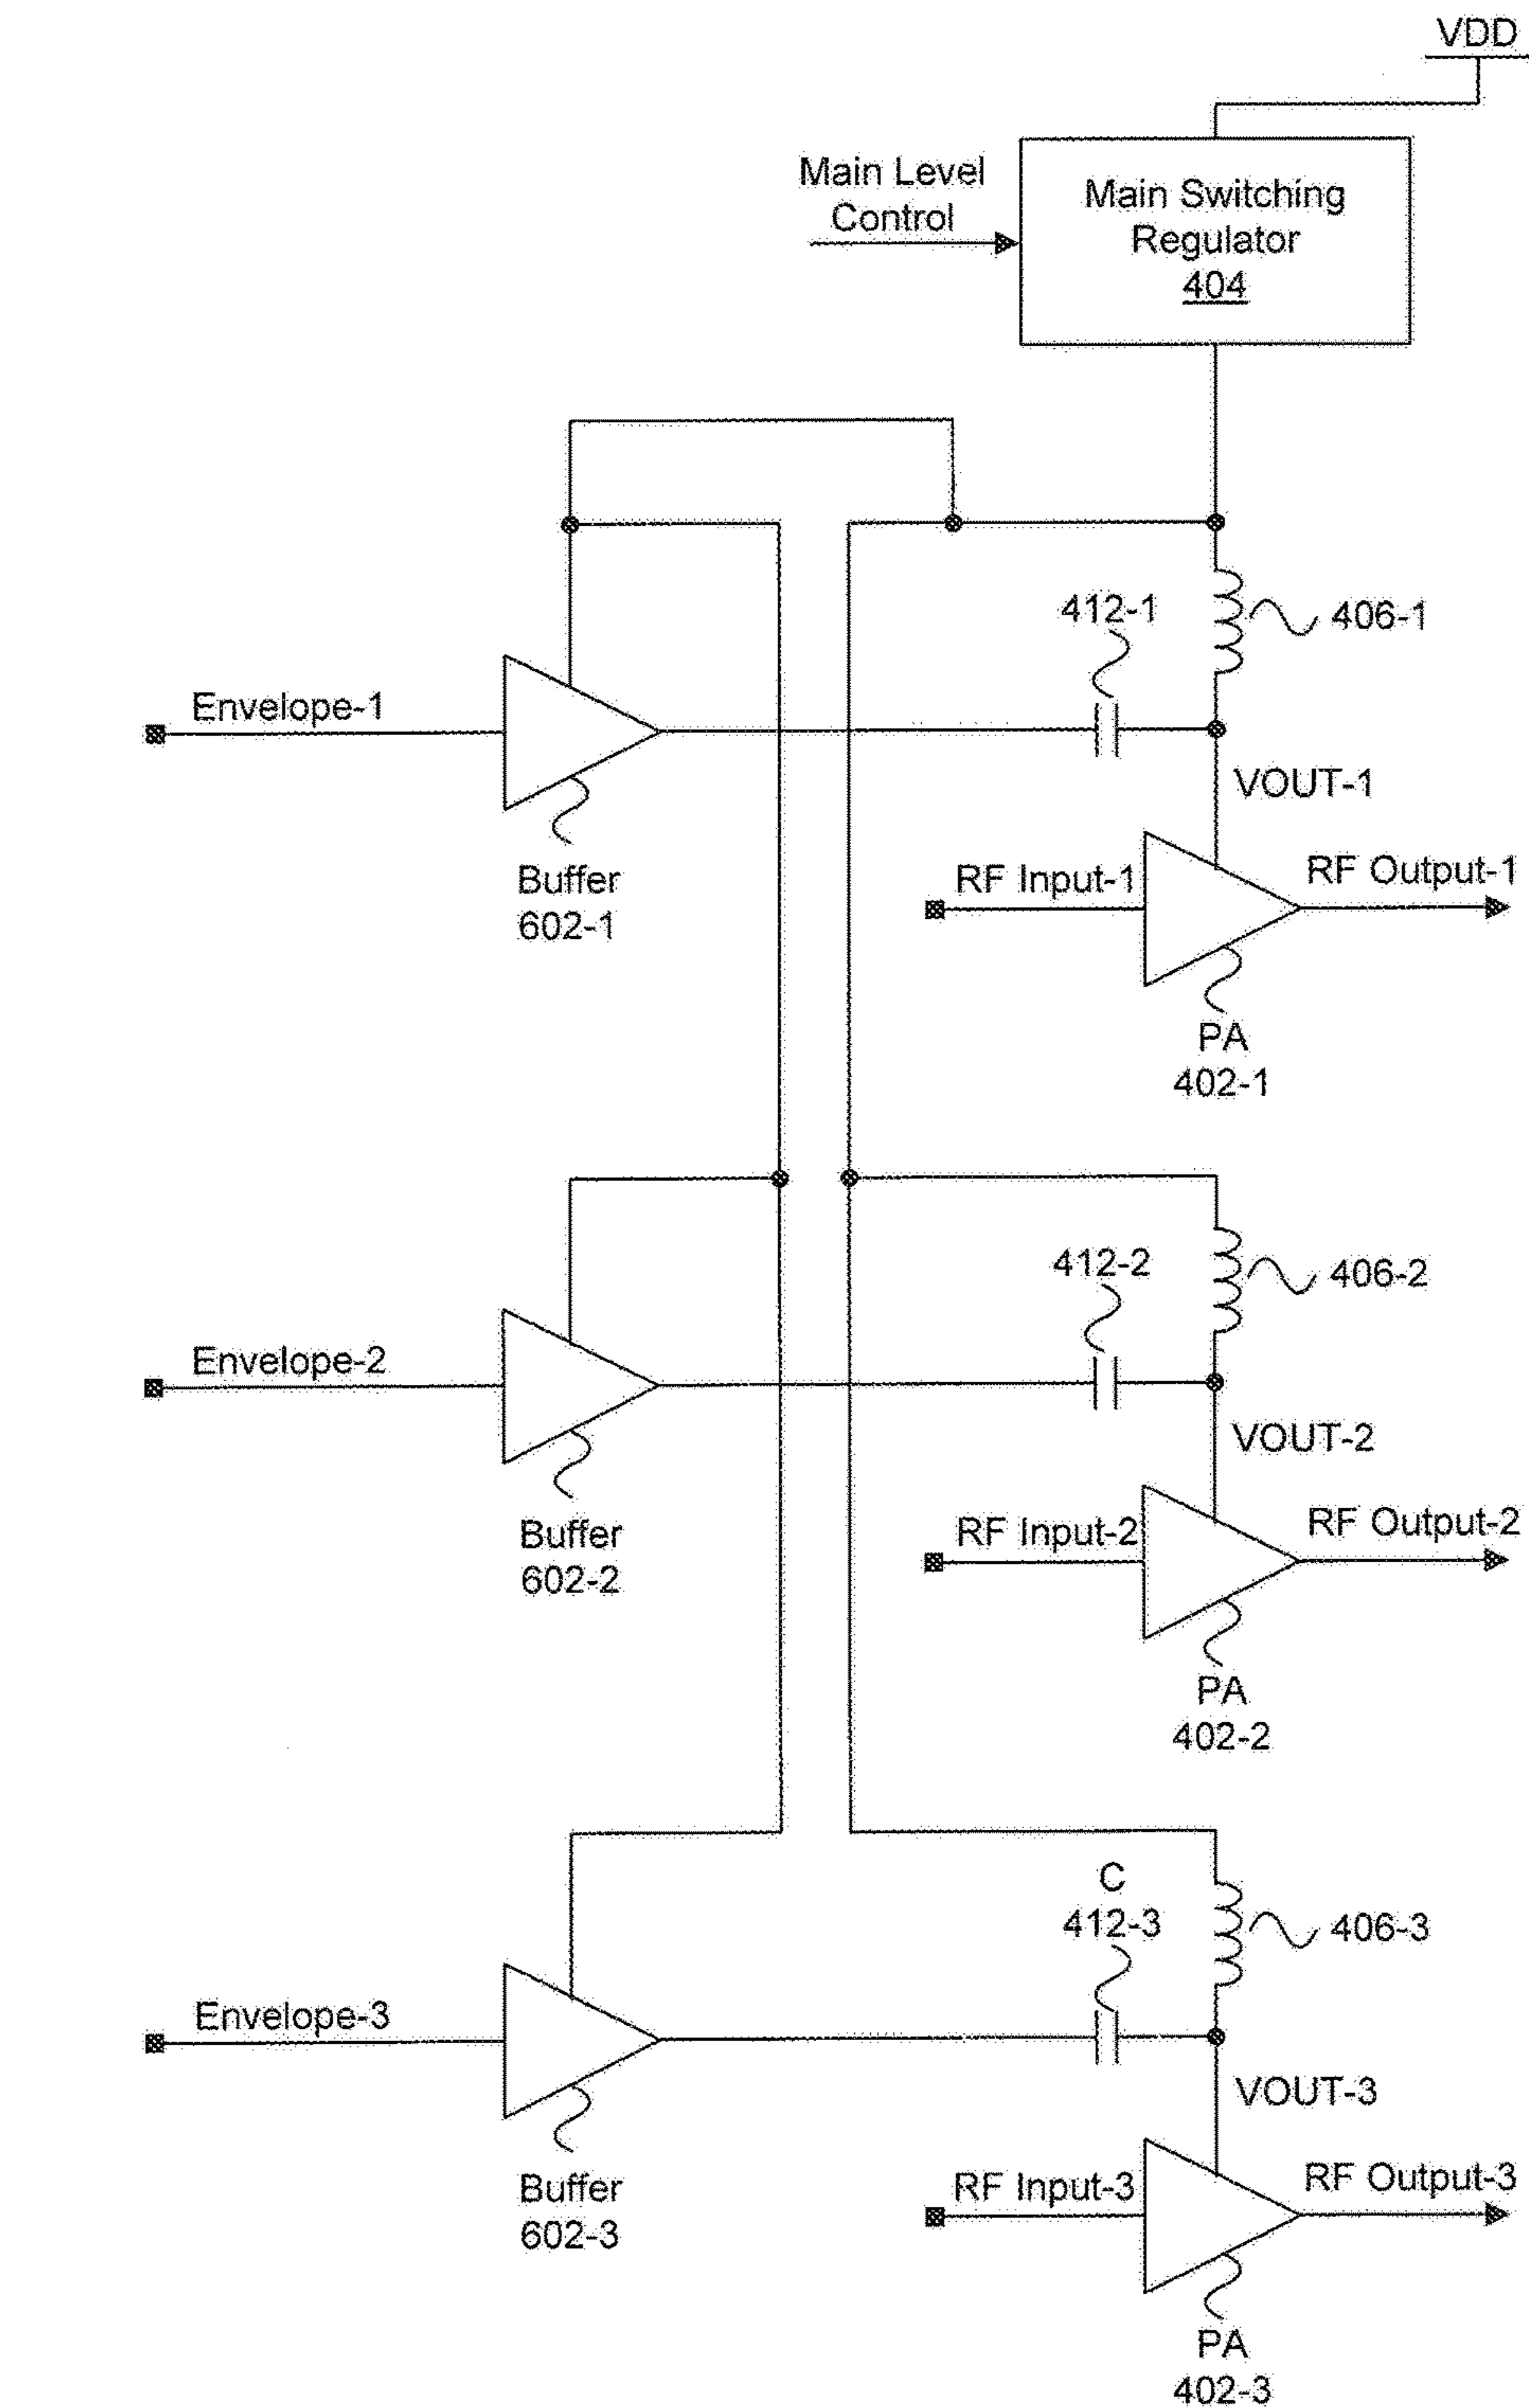 VDD
Main Level
Control
Main Switching
Regulator
404
412-1
406-1
Envelope-1
VOUT-1
Buffer
602-1
RF Input-1
RF Output-1
PA
402-1
412-2
406-2
Envelope-2
VOUT-2
Buffer
602-2
RF Input-2
RF Output-2
PA
402-2
C
412-3
406-3
Envelope-3
VOUT-3
Buffer
602-3
RF Input-3
RF Output-3
PA
402-3